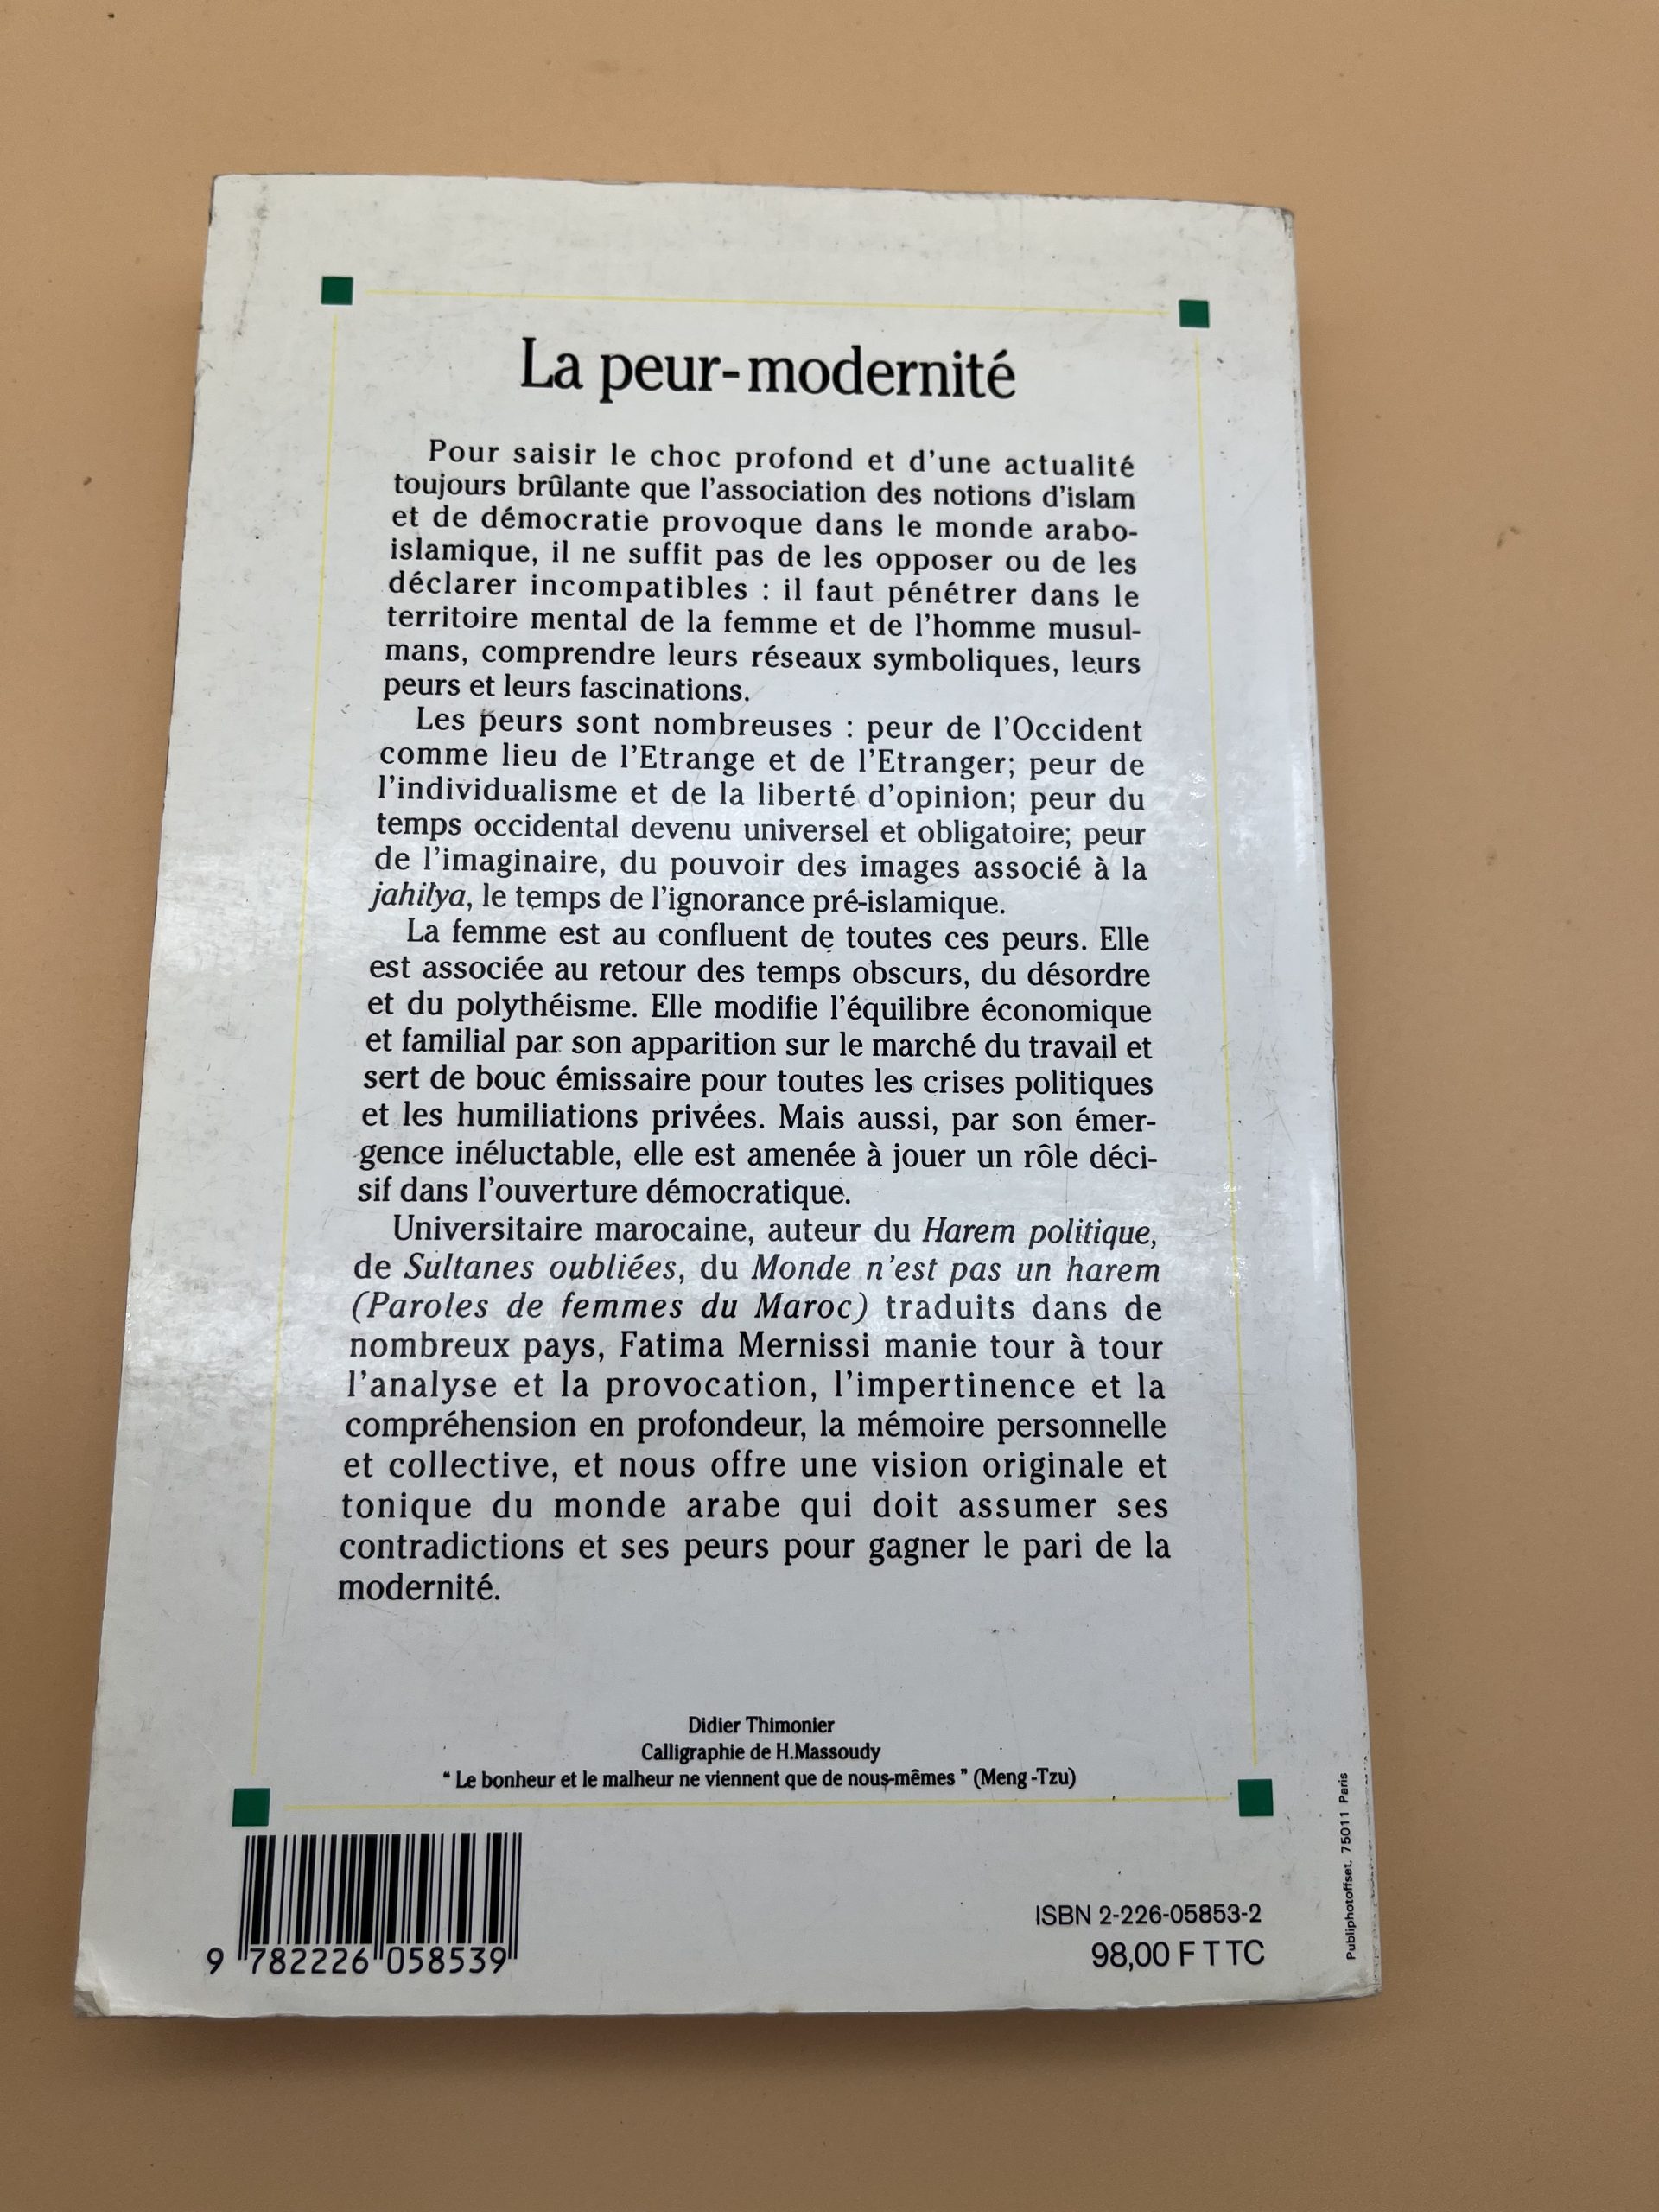 La peur-modernité
Pour saisir le choc profond et d'une actualité
toujours brûlante que l'association des notions d'islam
et de démocratie provoque dans le monde arabo-
islamique, il ne suffit pas de les opposer ou de les
déclarer incompatibles : il faut pénétrer dans le
territoire mental de la femme et de l'homme musul-
mans, comprendre leurs réseaux symboliques, leurs
peurs et leurs fascinations.
Les peurs sont nombreuses : peur de l'Occident
comme lieu de l'Etrange et de l'Etranger; peur de
l'individualisme et de la liberté d'opinion; peur du
temps occidental devenu universel et obligatoire; peur
de l'imaginaire, du pouvoir des images associé à la
jahilya, le temps de l'ignorance pré-islamique.
La femme est au confluent de toutes ces peurs. Elle
est associée au retour des temps obscurs, du désordre
et du polythéisme. Elle modifie l'équilibre économique
et familial par son apparition sur le marché du travail et
sert de bouc émissaire pour toutes les crises politiques
et les humiliations privées. Mais aussi, par son émer-
gence inéluctable, elle est amenée à jouer un rôle déci-
sif dans l'ouverture démocratique.
Universitaire marocaine, auteur du Harem politique,
de Sultanes oubliées, du Monde n'est pas un harem
(Paroles de femmes du Maroc) traduits dans de
nombreux pays, Fatima Mernissi manie tour à tour
l'analyse et la provocation, l'impertinence et la
compréhension en profondeur, la mémoire personnelle
et collective, et nous offre une vision originale et
tonique du monde arabe qui doit assumer ses
contradictions et ses peurs pour gagner le pari de la
modernité.
Didier Thimonier
Calligraphie de H.Massoudy
“ Le bonheur et le malheur ne viennent que de nous-mêmes ” (Meng -Tzu)
9 782226 058539
ISBN 2-226-05853-2
98,00 F TTC
Publiphotoffset, 75011 Paris